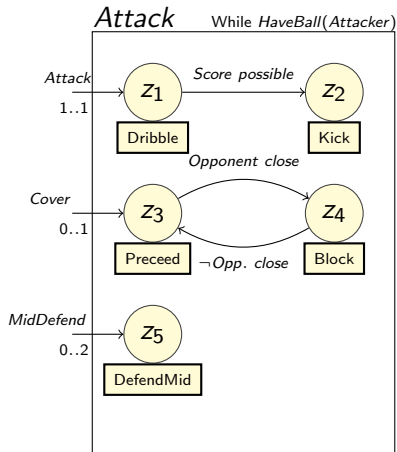 Attack While HaveBall(Attacker)
Attack
1..1
z1
Score possible
z2
Dribble
Kick
Opponent close
Cover
0..1
z3
z4
Preceed
¬Opp. close
Block
MidDefend
0..2
z5
DefendMid